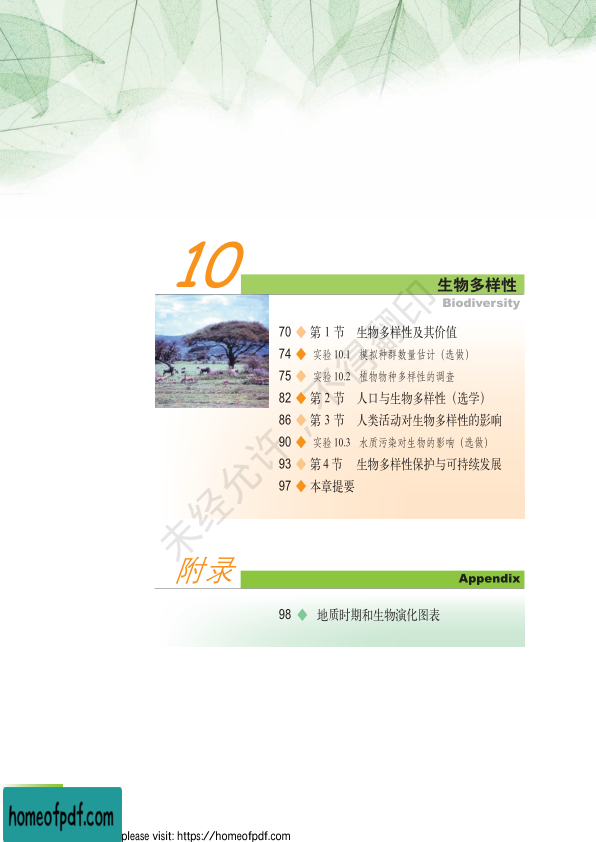 10
生物多样性
Biodiversity
70 第 1 节 生物多样性及其价值
74 实验 10.1 模拟种群数量估计（选做）
75 实验 10.2 植物物种多样性的调查
82 第 2 节 人口与生物多样性（选学）
86 第 3 节 人类活动对生物多样性的影响
90 实验 10.3 水质污染对生物的影响（选做）
93 第 4 节 生物多样性保护与可持续发展
97 本章提要
未经允许，不得翻印
附录
Appendix
98 地质时期和生物演化图表
homeofpdf.com
please visit: https://homeofpdf.com